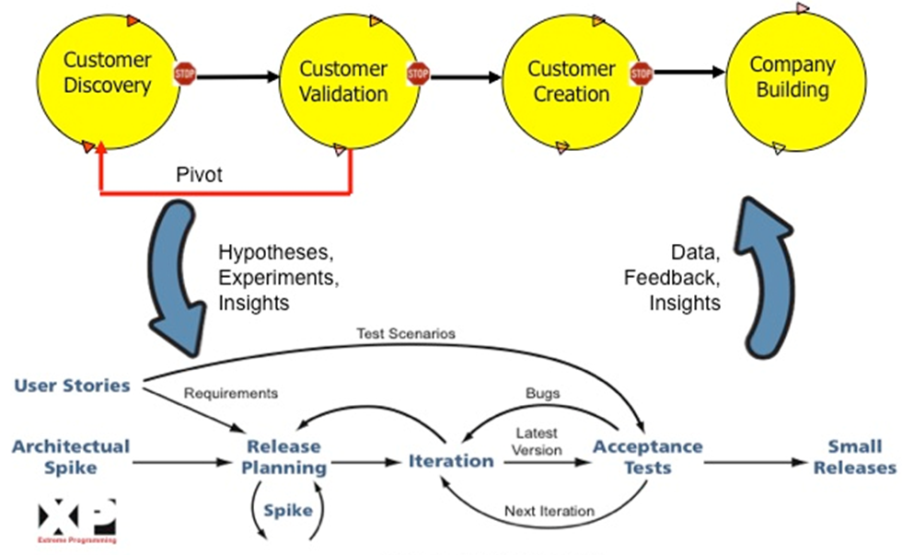 Customer
Discovery
STOP
Customer
Validation
STOP
Customer
Creation
STOP
Company
Building
Pivot
Hypotheses,
Experiments,
Insights
Data,
Feedback,
Insights
Test Scenarios
User Stories
Requirements
Bugs
Architectual
Spike
Release
Planning
Iteration
Latest
Version
Acceptance
Tests
Small
Releases
Spike
Next Iteration
XP
Extreme Programming